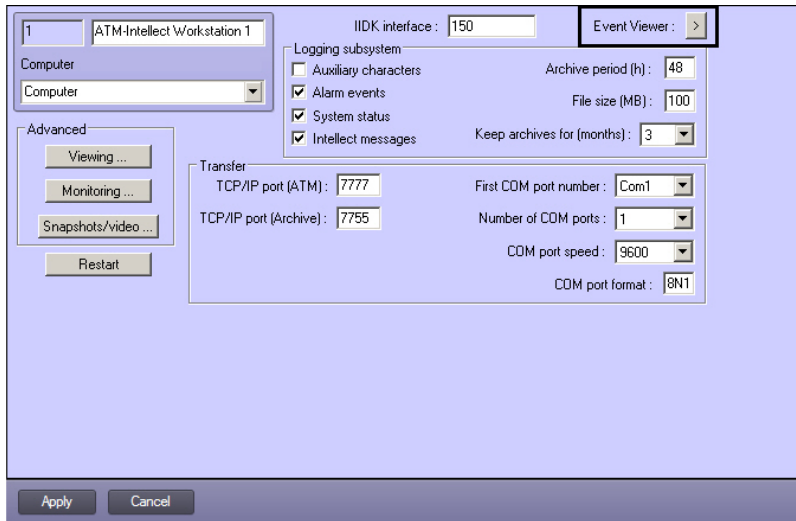 1 ATM-Intellect Workstation 1
Computer
Computer
IIDK interface : 150
Event Viewer : >
Logging subsystem
Auxiliary characters
Alarm events
System status
Intellect messages
Archive period (h) : 48
File size (MB) : 100
Keep archives for (months) : 3
Advanced
Viewing ...
Monitoring ...
Snapshots/video ...
Restart
Transfer
TCP/IP port (ATM) : 7777
TCP/IP port (Archive) : 7755
First COM port number : Com1
Number of COM ports : 1
COM port speed : 9600
COM port format : 8N1
Apply Cancel